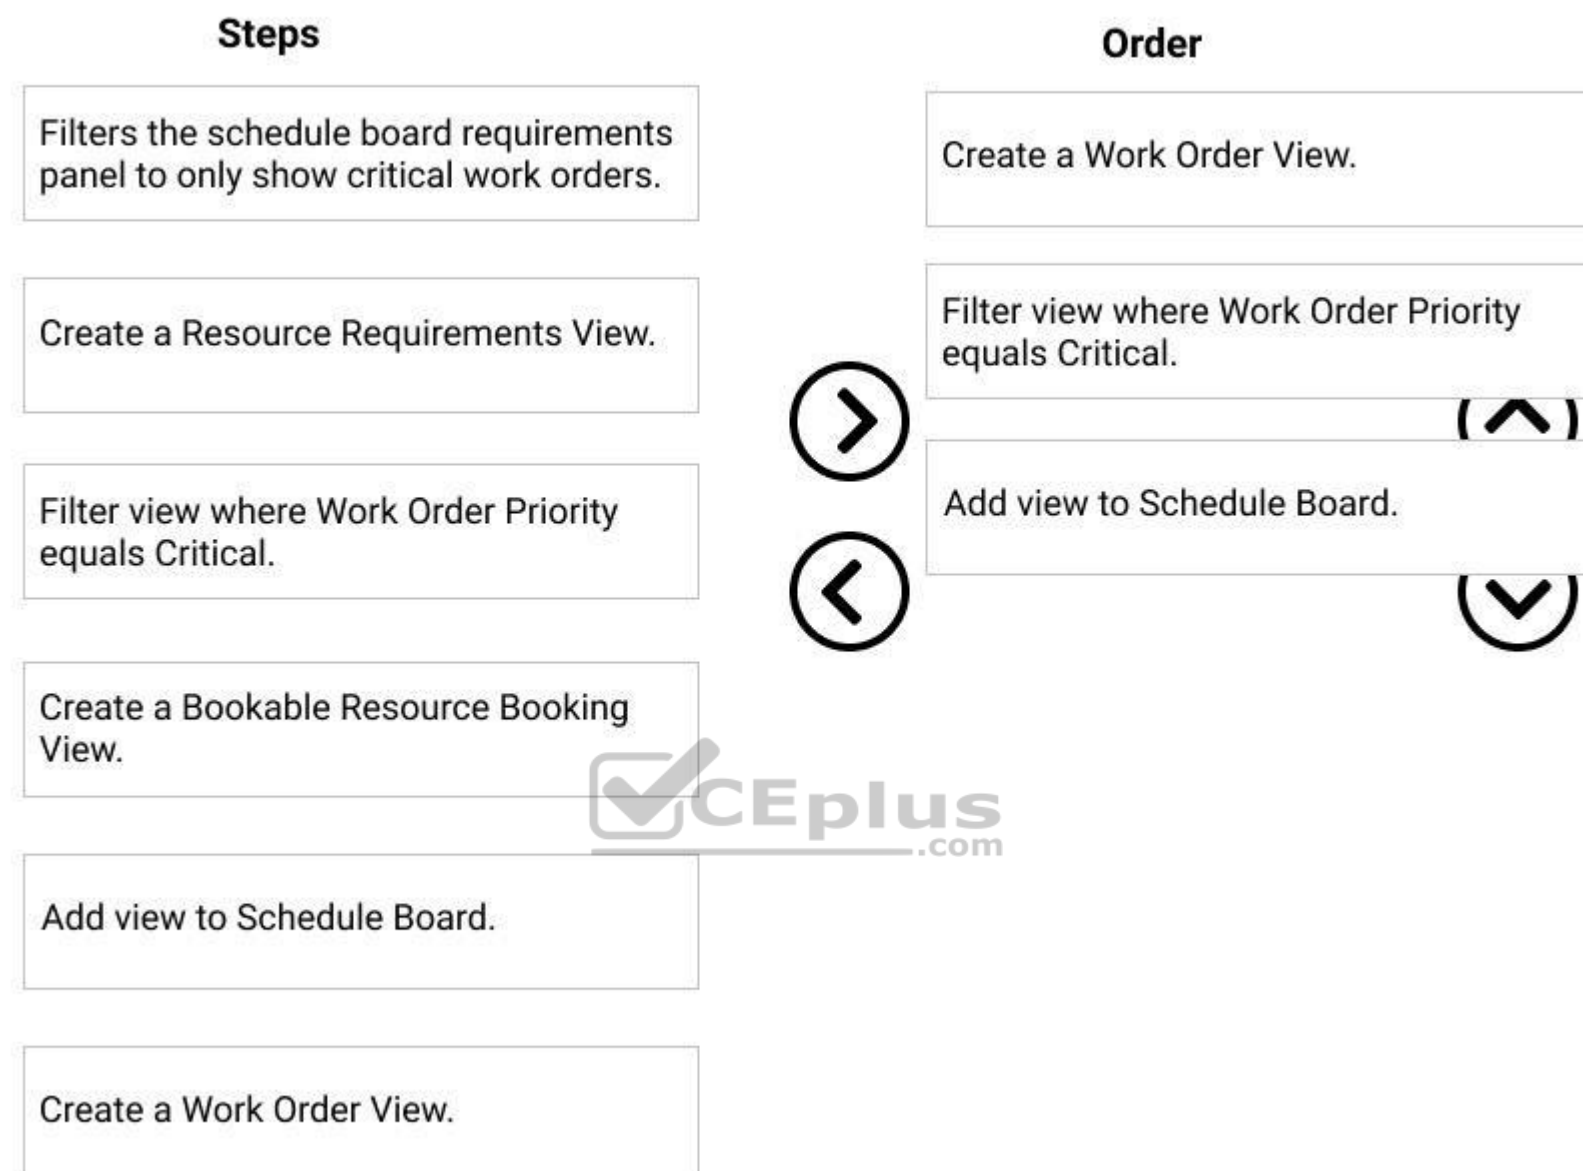 Steps
Filters the schedule board requirements
panel to only show critical work orders.
Create a Resource Requirements View.
Filter view where Work Order Priority
equals Critical.
Create a Bookable Resource Booking
View.
Add view to Schedule Board.
Create a Work Order View.
Order
Create a Work Order View.
Filter view where Work Order Priority
equals Critical.
Add view to Schedule Board.
CEplus
.com